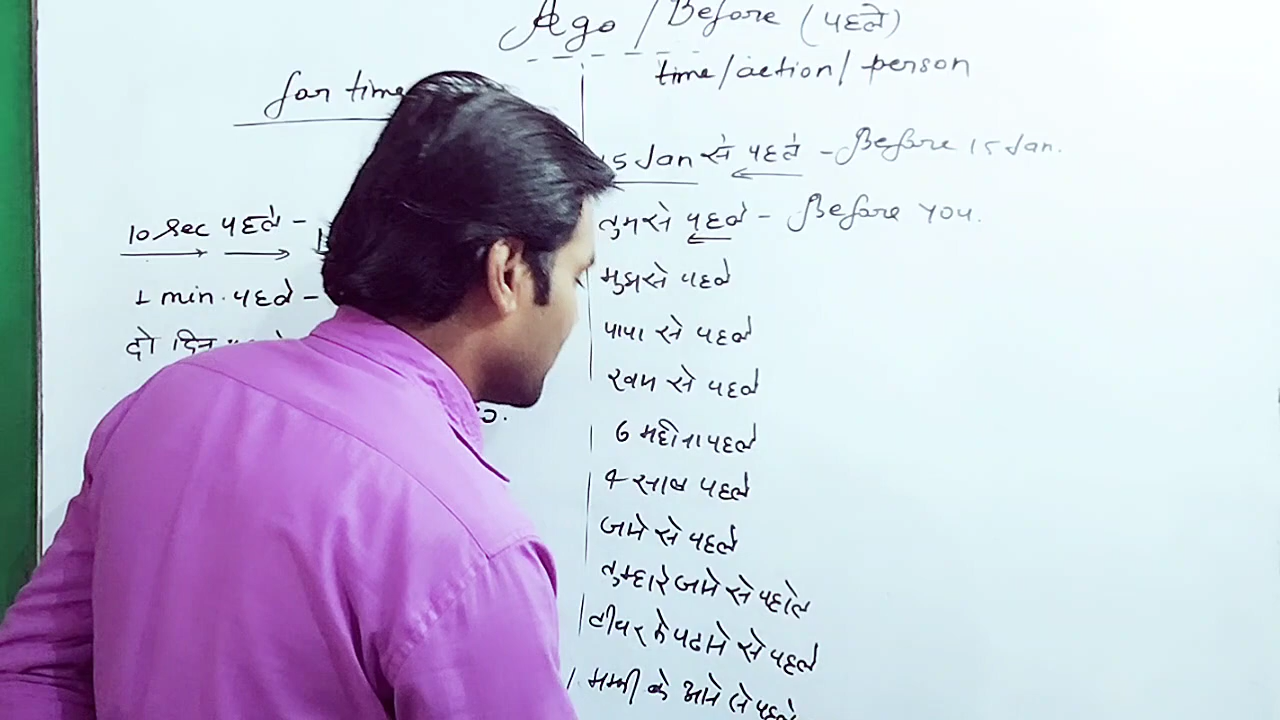 Ago / Before (पहले)
for time
time/action/person
15 Jan से पहले - Before 15 Jan.
10 sec पहले -
तुमसे पहले - Before You.
1 min. पहले -
मुझसे पहले
दो दिन
पापा से पहले
से पहले
6 महीना पहले
4 साल पहले
जाने से पहले
तुम्हारे जाने से पहले
टीचर के पढाने से पहले
मम्मी के आने से पहले